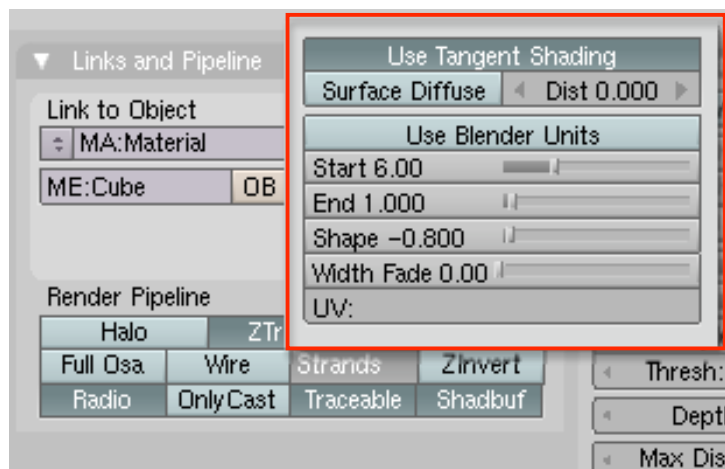 Links and Pipeline
Link to Object
MA:Material
ME:Cube OB
Render Pipeline
Halo ZTr
Full Osa Wire Strands ZInvert
Radio OnlyCast Traceable Shadbuf
Use Tangent Shading
Surface Diffuse Dist 0.000
Use Blender Units
Start 6.00
End 1.000
Shape -0.800
Width Fade 0.00
UV:
Thresh:
Dept
Max Dis